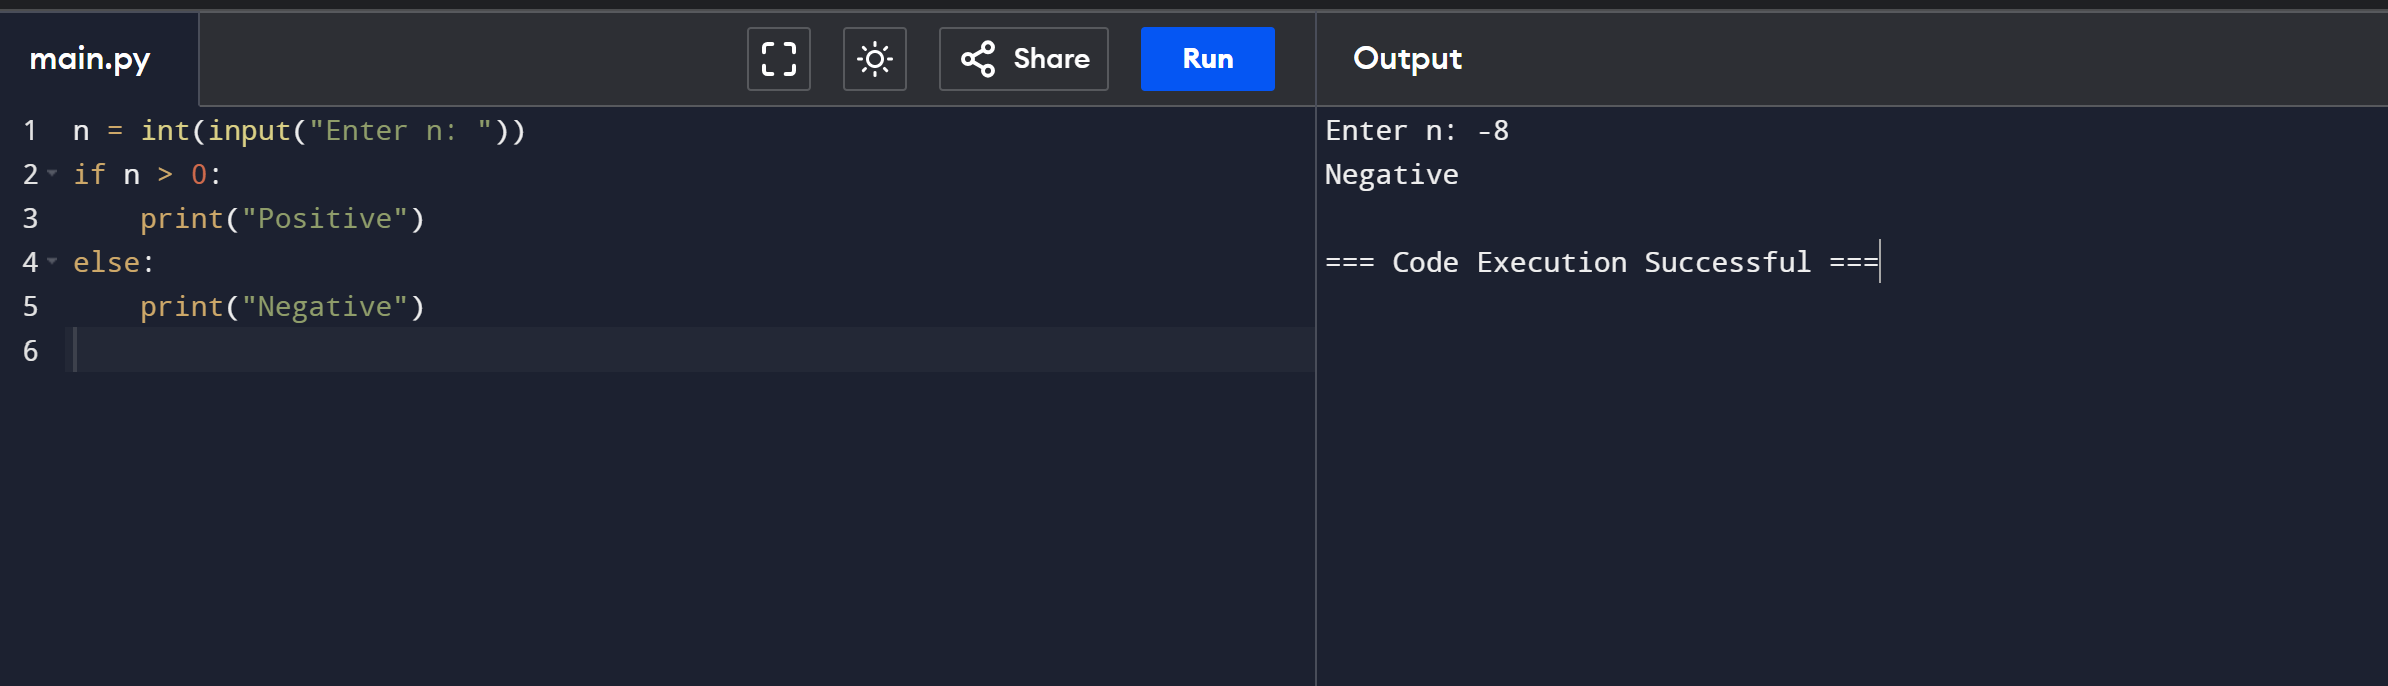 main.py
Share
Run
Output
1 n = int(input("Enter n: "))
2 if n > 0:
3     print("Positive")
4 else:
5     print("Negative")
6
Enter n: -8
Negative
=== Code Execution Successful ===